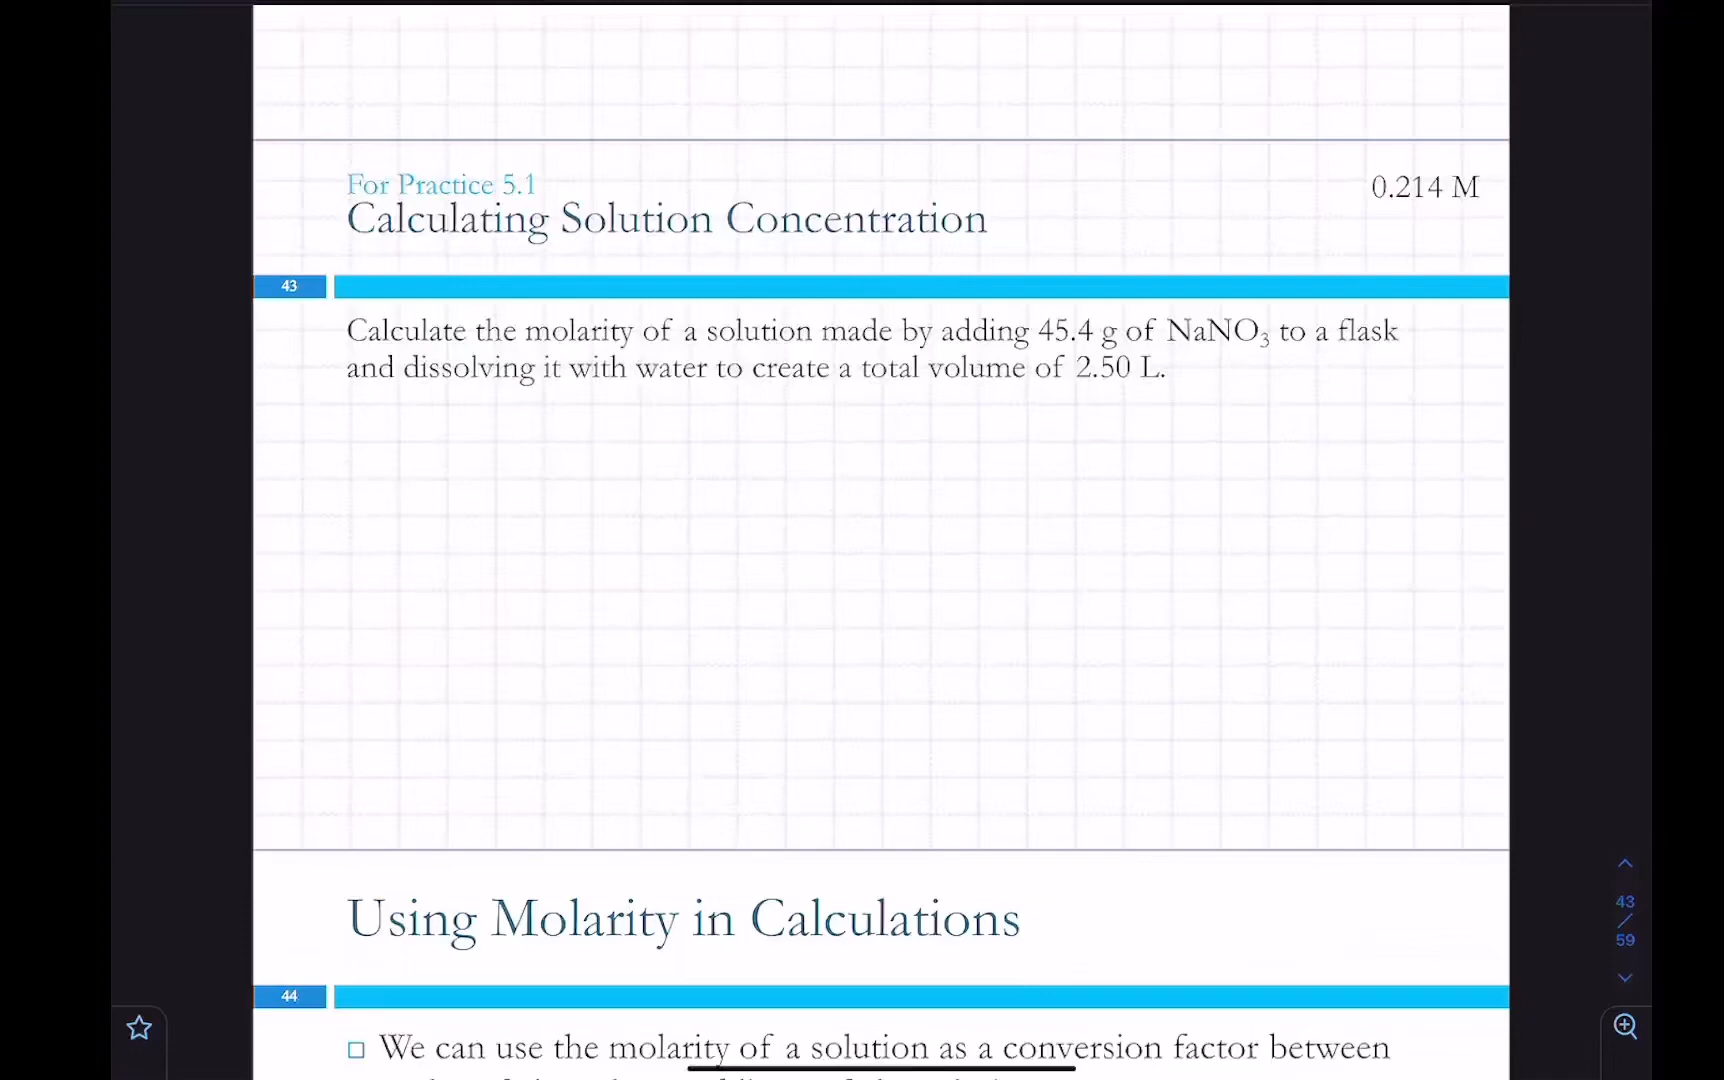 For Practice 5.1
0.214 M
Calculating Solution Concentration
43
Calculate the molarity of a solution made by adding 45.4 g of NaNO₃ to a flask
and dissolving it with water to create a total volume of 2.50 L.
Using Molarity in Calculations
44
We can use the molarity of a solution as a conversion factor between
43
/
59